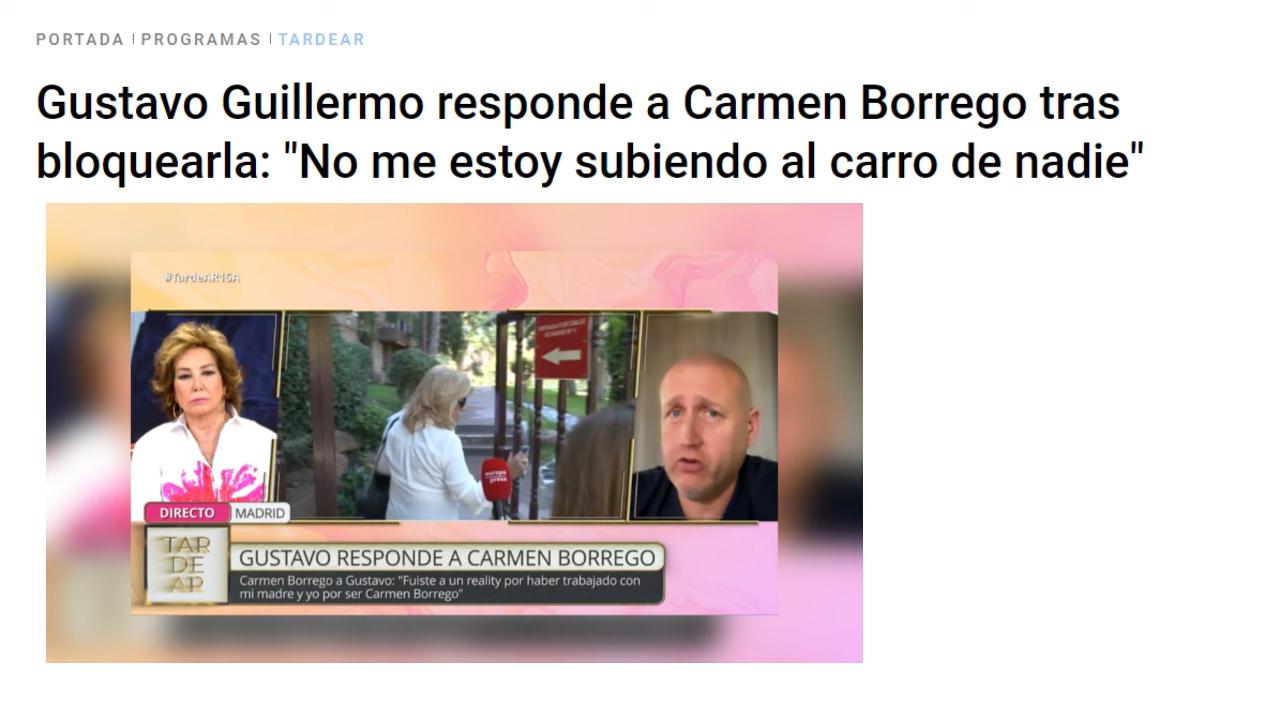 PORTADA | PROGRAMAS | TARDEAR
Gustavo Guillermo responde a Carmen Borrego tras
bloquearla: "No me estoy subiendo al carro de nadie"
#TardeAR15A
europa
press
DIRECTO MADRID
TAR
DE
AR
GUSTAVO RESPONDE A CARMEN BORREGO
Carmen Borrego a Gustavo: "Fuiste a un reality por haber trabajado con
mi madre y yo por ser Carmen Borrego"